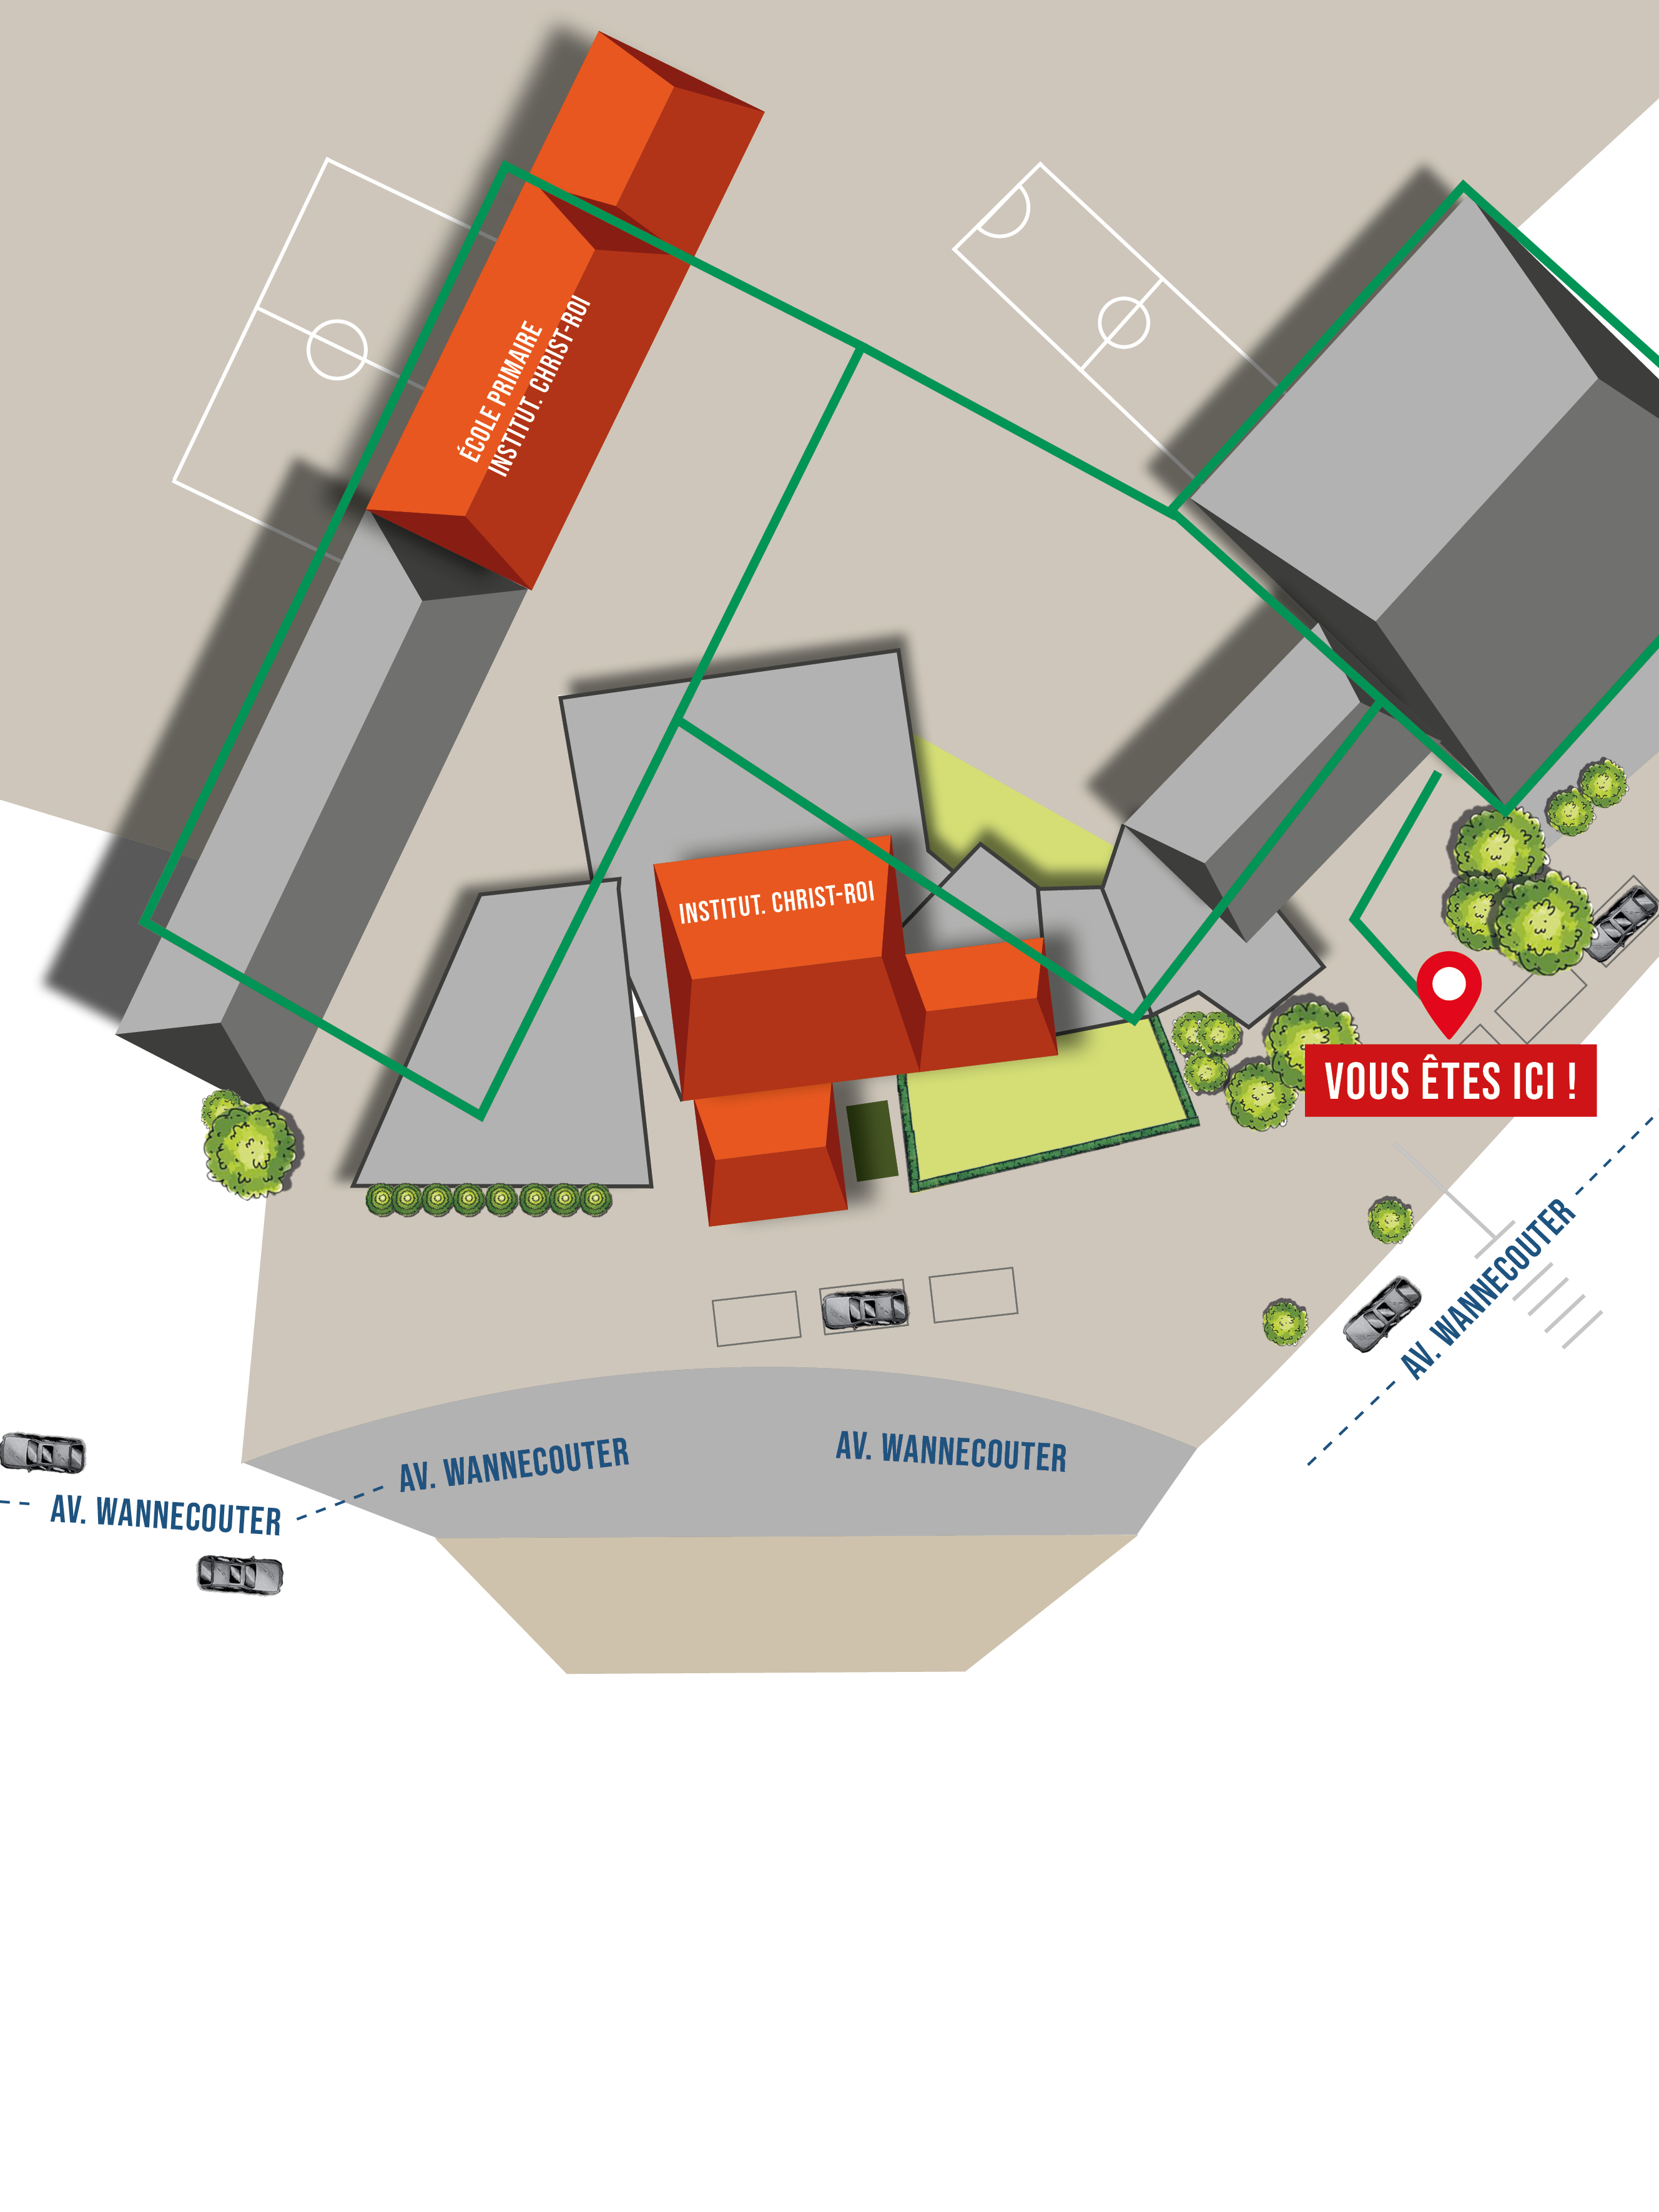 ÉCOLE PRIMAIRE
INSTITUT. CHRIST-ROI
INSTITUT. CHRIST-ROI
VOUS ÊTES ICI !
AV. WANNECOUTER
AV. WANNECOUTER
AV. WANNECOUTER
AV. WANNECOUTER